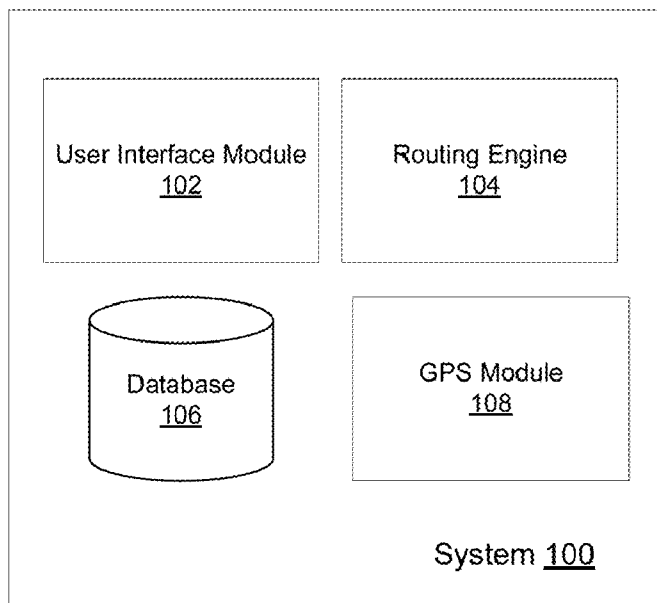 User Interface Module
102
Routing Engine
104
Database
106
GPS Module
108
System 100